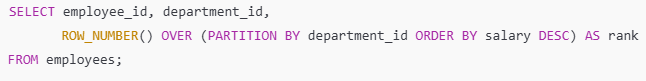 SELECT employee_id, department_id,
ROW_NUMBER() OVER (PARTITION BY department_id ORDER BY salary DESC) AS rank
FROM employees;